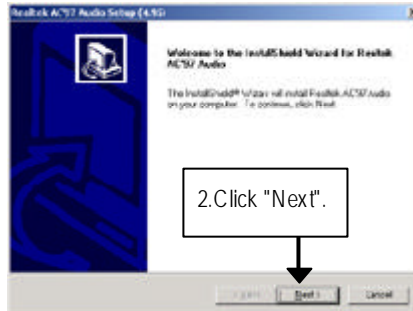 Realtek AC'97 Audio Setup (4.95)
Welcome to the InstallShield Wizard for Realtek
AC'97 Audio
The InstallShield® Wizard will install Realtek AC'97 Audio
on your computer. To continue, click Next.
2.Click "Next".
< Back Next > Cancel